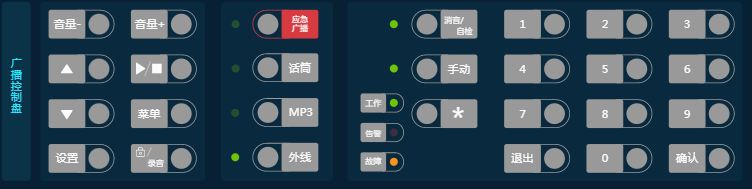 广播控制盘
音量- 音量+ 应急广播 消音/自检 1 2 3
话筒 手动 4 5 6
菜单 MP3 工作 * 7 8 9
告警
设置 /录音 外线 故障 退出 0 确认